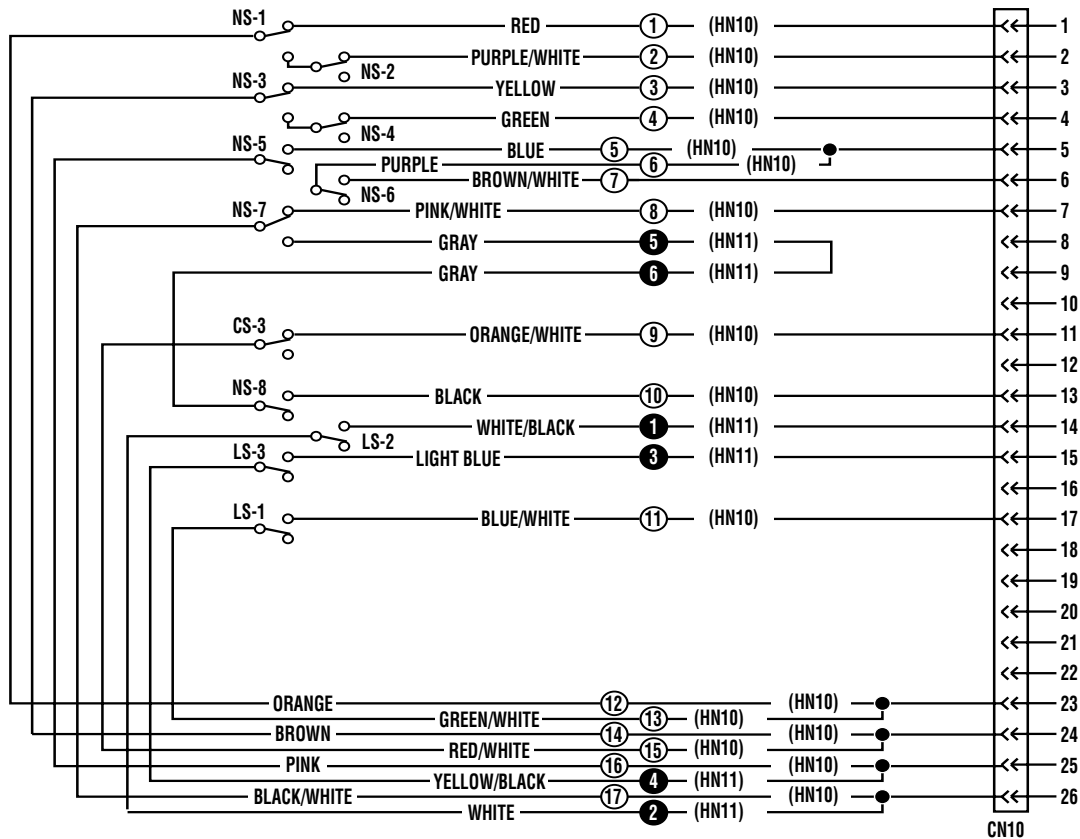 NS-1 RED 1 (HN10) 1
PURPLE/WHITE 2 (HN10) 2
NS-2
NS-3 YELLOW 3 (HN10) 3
GREEN 4 (HN10) 4
NS-4
NS-5 BLUE 5 (HN10) 5
PURPLE 6 (HN10)
BROWN/WHITE 7 6
NS-6
NS-7 PINK/WHITE 8 (HN10) 7
GRAY 5 (HN11) 8
GRAY 6 (HN11) 9
10
CS-3 ORANGE/WHITE 9 (HN10) 11
12
NS-8 BLACK 10 (HN10) 13
WHITE/BLACK 1 (HN11) 14
LS-2
LS-3 LIGHT BLUE 3 (HN11) 15
16
LS-1 BLUE/WHITE 11 (HN10) 17
18
19
20
21
22
ORANGE 12 (HN10) 23
GREEN/WHITE 13 (HN10)
BROWN 14 (HN10) 24
RED/WHITE 15 (HN10)
PINK 16 (HN10) 25
YELLOW/BLACK 4 (HN11)
BLACK/WHITE 17 (HN10) 26
WHITE 2 (HN11)
CN10